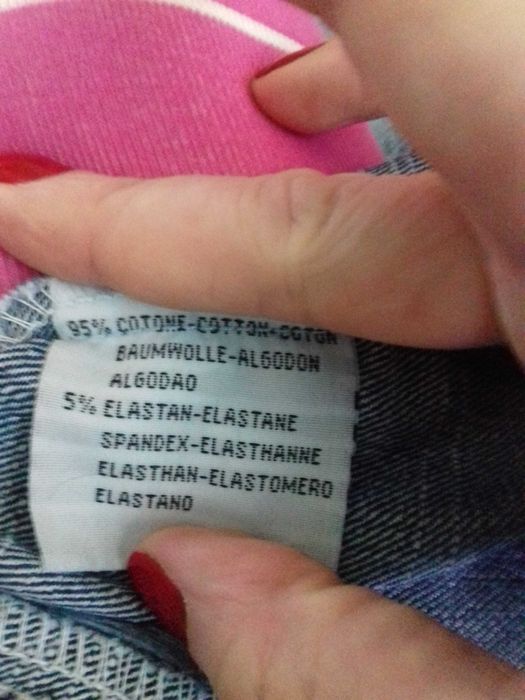 95% COTONE-COTTON-COTON
BAUMWOLLE-ALGODON
ALGODAO
5% ELASTAN-ELASTANE
SPANDEX-ELASTHANNE
ELASTHAN-ELASTOMERO
ELASTANO